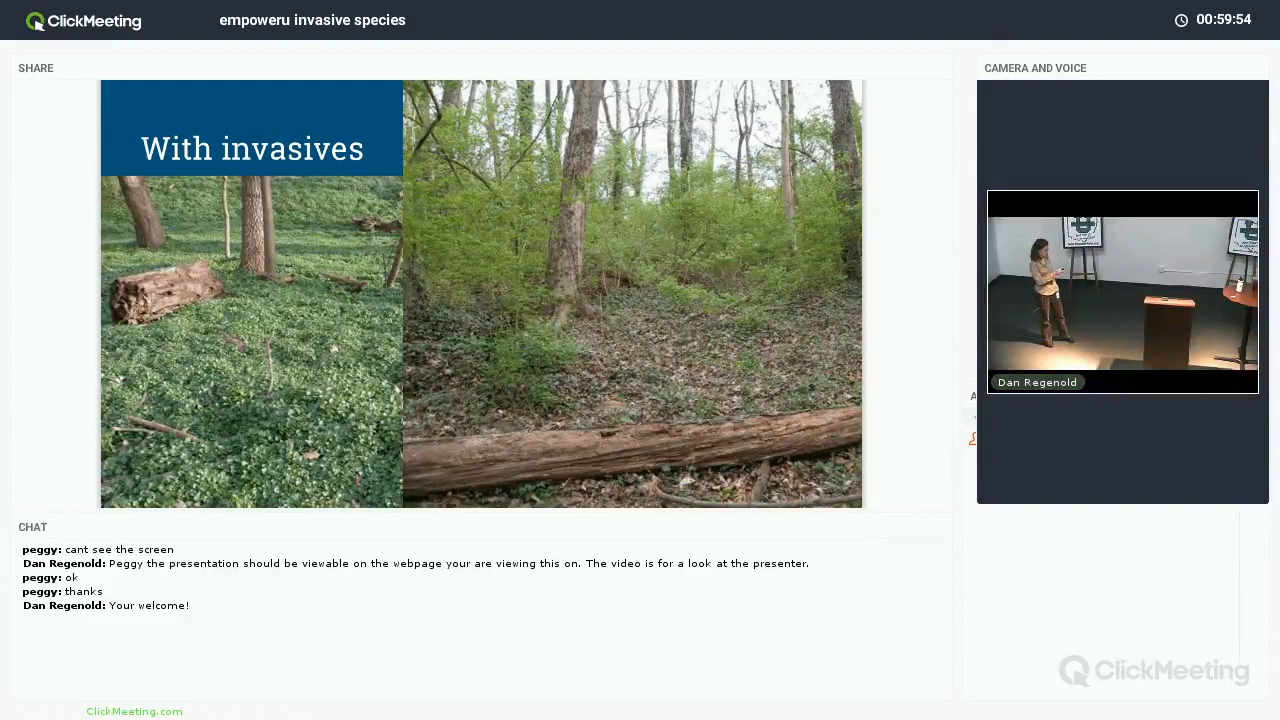 ClickMeeting
empoweru invasive species
00:59:54
SHARE
With invasives
CAMERA AND VOICE
Dan Regenold
CHAT
peggy: cant see the screen
Dan Regenold: Peggy the presentation should be viewable on the webpage your are viewing this on. The video is for a look at the presenter.
peggy: ok
peggy: thanks
Dan Regenold: Your welcome!
ClickMeeting
ClickMeeting.com